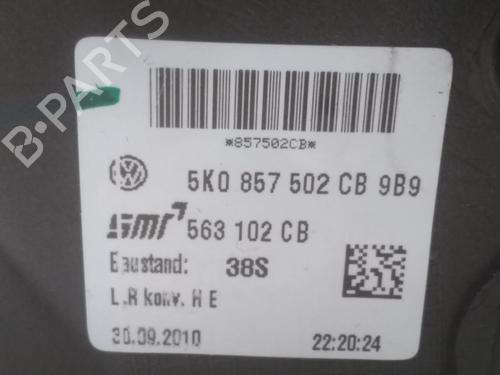 B-PARTS
*857502CB*
5K0 857 502 CB 9B9
SMR 563 102 CB
Baustand: 38S
L.R konv. H E
30.09.2010 22:20:24